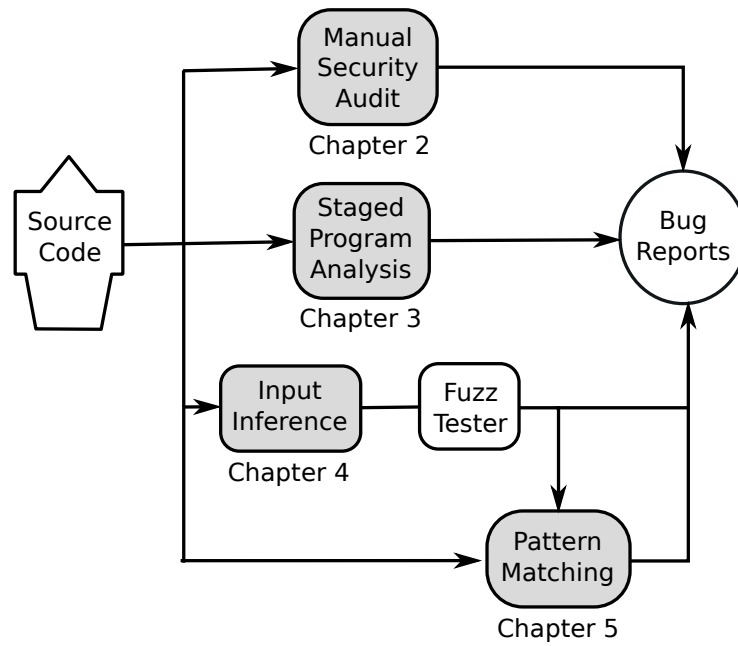 Manual
Security
Audit
Chapter 2
Source
Code
Staged
Program
Analysis
Chapter 3
Bug
Reports
Input
Inference
Chapter 4
Fuzz
Tester
Pattern
Matching
Chapter 5